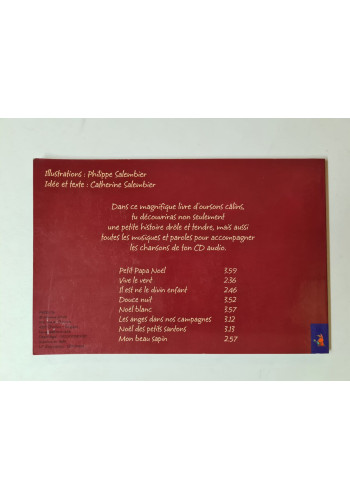 Illustrations : Philippe Salembier
Idée et texte : Catherine Salembier
Dans ce magnifique livre d'oursons câlins,
tu découvriras non seulement
une petite histoire drôle et tendre, mais aussi
toutes les musiques et paroles pour accompagner
les chansons de ton CD audio.
Petit Papa Noël 3.59
Vive le vent 2.36
Il est né le divin enfant 2.46
Douce nuit 3.52
Noël blanc 3.57
Les anges dans nos campagnes 3.12
Noël des petits santons 3.13
Mon beau sapin 2.57